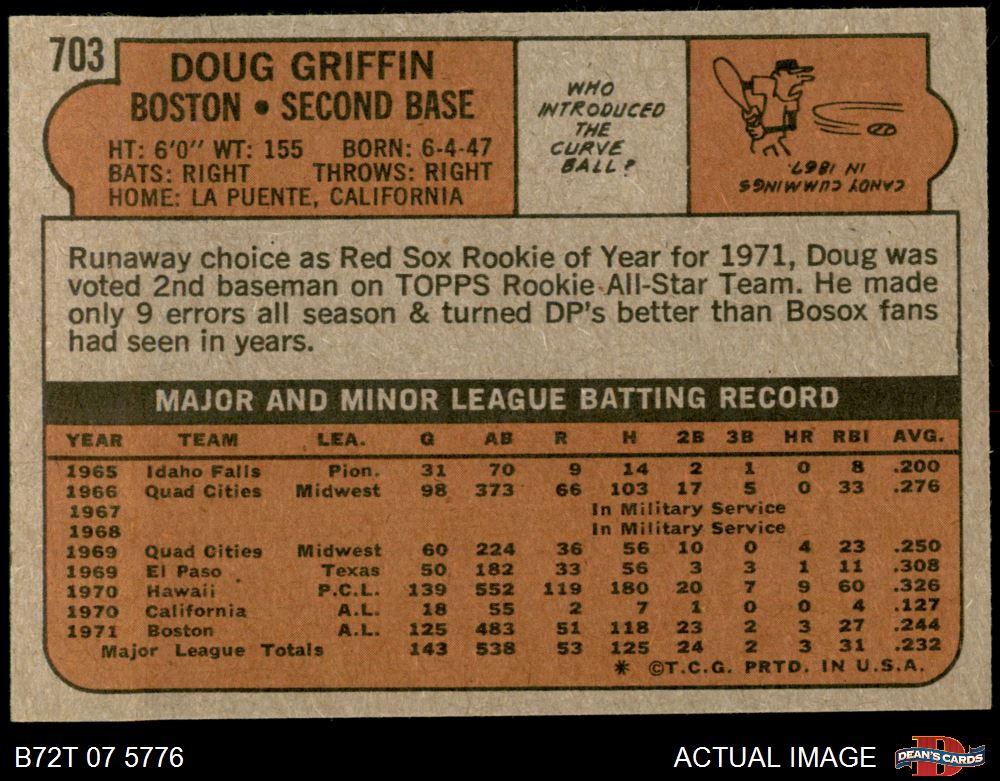 703
DOUG GRIFFIN
BOSTON • SECOND BASE
HT: 6'0" WT: 155 BORN: 6-4-47
BATS: RIGHT THROWS: RIGHT
HOME: LA PUENTE, CALIFORNIA
WHO
INTRODUCED
THE
CURVE
BALL?
CANDY CUMMINGS
IN 1867.
Runaway choice as Red Sox Rookie of Year for 1971, Doug was
voted 2nd baseman on TOPPS Rookie All-Star Team. He made
only 9 errors all season & turned DP's better than Bosox fans
had seen in years.
MAJOR AND MINOR LEAGUE BATTING RECORD
YEAR TEAM LEA. G AB R H 2B 3B HR RBI AVG.
1965 Idaho Falls Pion. 31 70 9 14 2 1 0 8 .200
1966 Quad Cities Midwest 98 373 66 103 17 5 0 33 .276
1967 In Military Service
1968 In Military Service
1969 Quad Cities Midwest 60 224 36 56 10 0 4 23 .250
1969 El Paso Texas 50 182 33 56 3 3 1 11 .308
1970 Hawaii P.C.L. 139 552 119 180 20 7 9 60 .326
1970 California A.L. 18 55 2 7 1 0 0 4 .127
1971 Boston A.L. 125 483 51 118 23 2 3 27 .244
Major League Totals 143 538 53 125 24 2 3 31 .232
* ©T.C.G. PRTD. IN U.S.A.
B72T 07 5776 ACTUAL IMAGE
D
DEAN'S CARDS